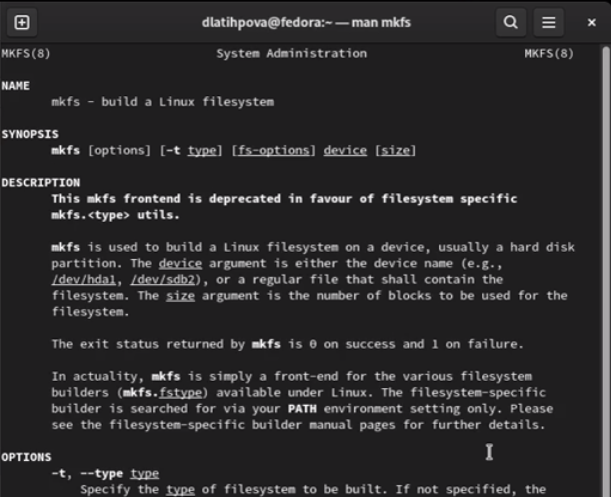 dlatihpova@fedora:~ — man mkfs
MKFS(8) System Administration MKFS(8)
NAME
mkfs - build a Linux filesystem
SYNOPSIS
mkfs [options] [-t type] [fs-options] device [size]
DESCRIPTION
This mkfs frontend is deprecated in favour of filesystem specific
mkfs.<type> utils.
mkfs is used to build a Linux filesystem on a device, usually a hard disk
partition. The device argument is either the device name (e.g.,
/dev/hda1, /dev/sdb2), or a regular file that shall contain the
filesystem. The size argument is the number of blocks to be used for the
filesystem.
The exit status returned by mkfs is 0 on success and 1 on failure.
In actuality, mkfs is simply a front-end for the various filesystem
builders (mkfs.fstype) available under Linux. The filesystem-specific
builder is searched for via your PATH environment setting only. Please
see the filesystem-specific builder manual pages for further details.
OPTIONS
-t, --type type
Specify the type of filesystem to be built. If not specified, the